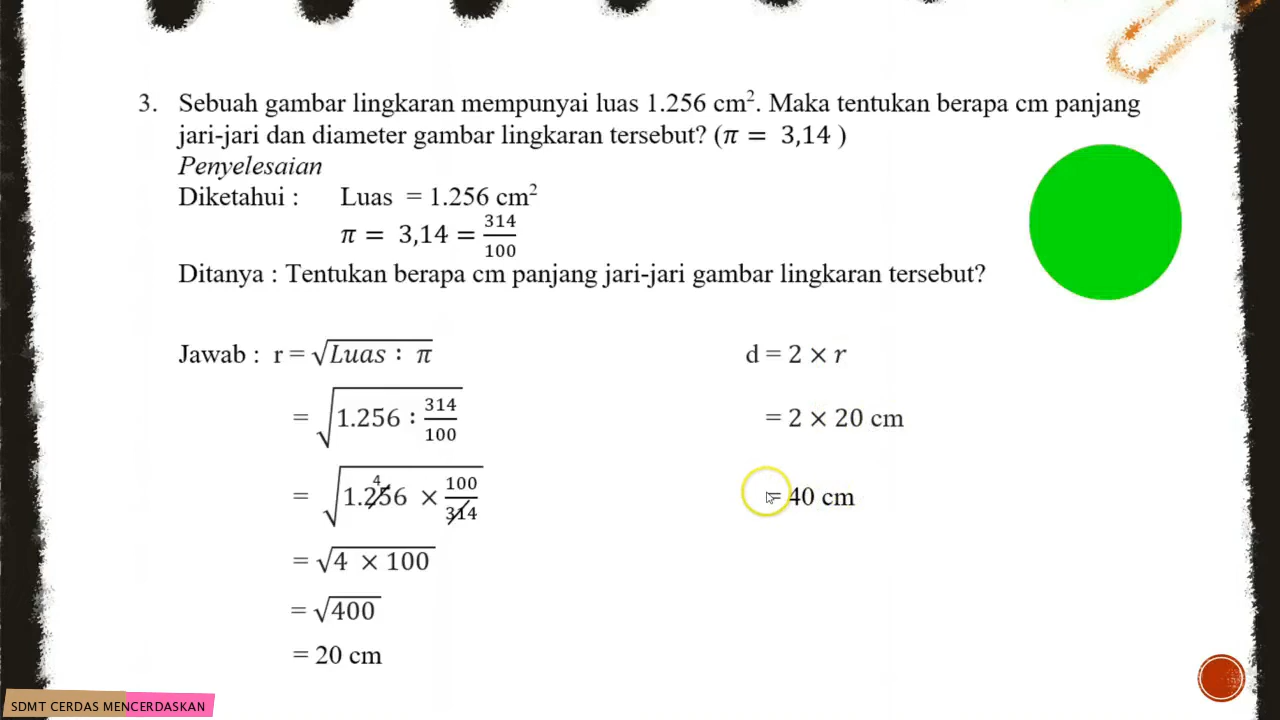 3. Sebuah gambar lingkaran mempunyai luas 1.256 cm². Maka tentukan berapa cm panjang
jari-jari dan diameter gambar lingkaran tersebut? (π = 3,14 )
Penyelesaian
Diketahui : Luas = 1.256 cm²
π = 3,14 = 314/100
Ditanya : Tentukan berapa cm panjang jari-jari gambar lingkaran tersebut?
Jawab : r = √(Luas : π)
= √(1.256 : 314/100)
= √(1.256 4 × 100/314)
= √(4 × 100)
= √400
= 20 cm
d = 2 × r
= 2 × 20 cm
= 40 cm
SDMT CERDAS MENCERDASKAN